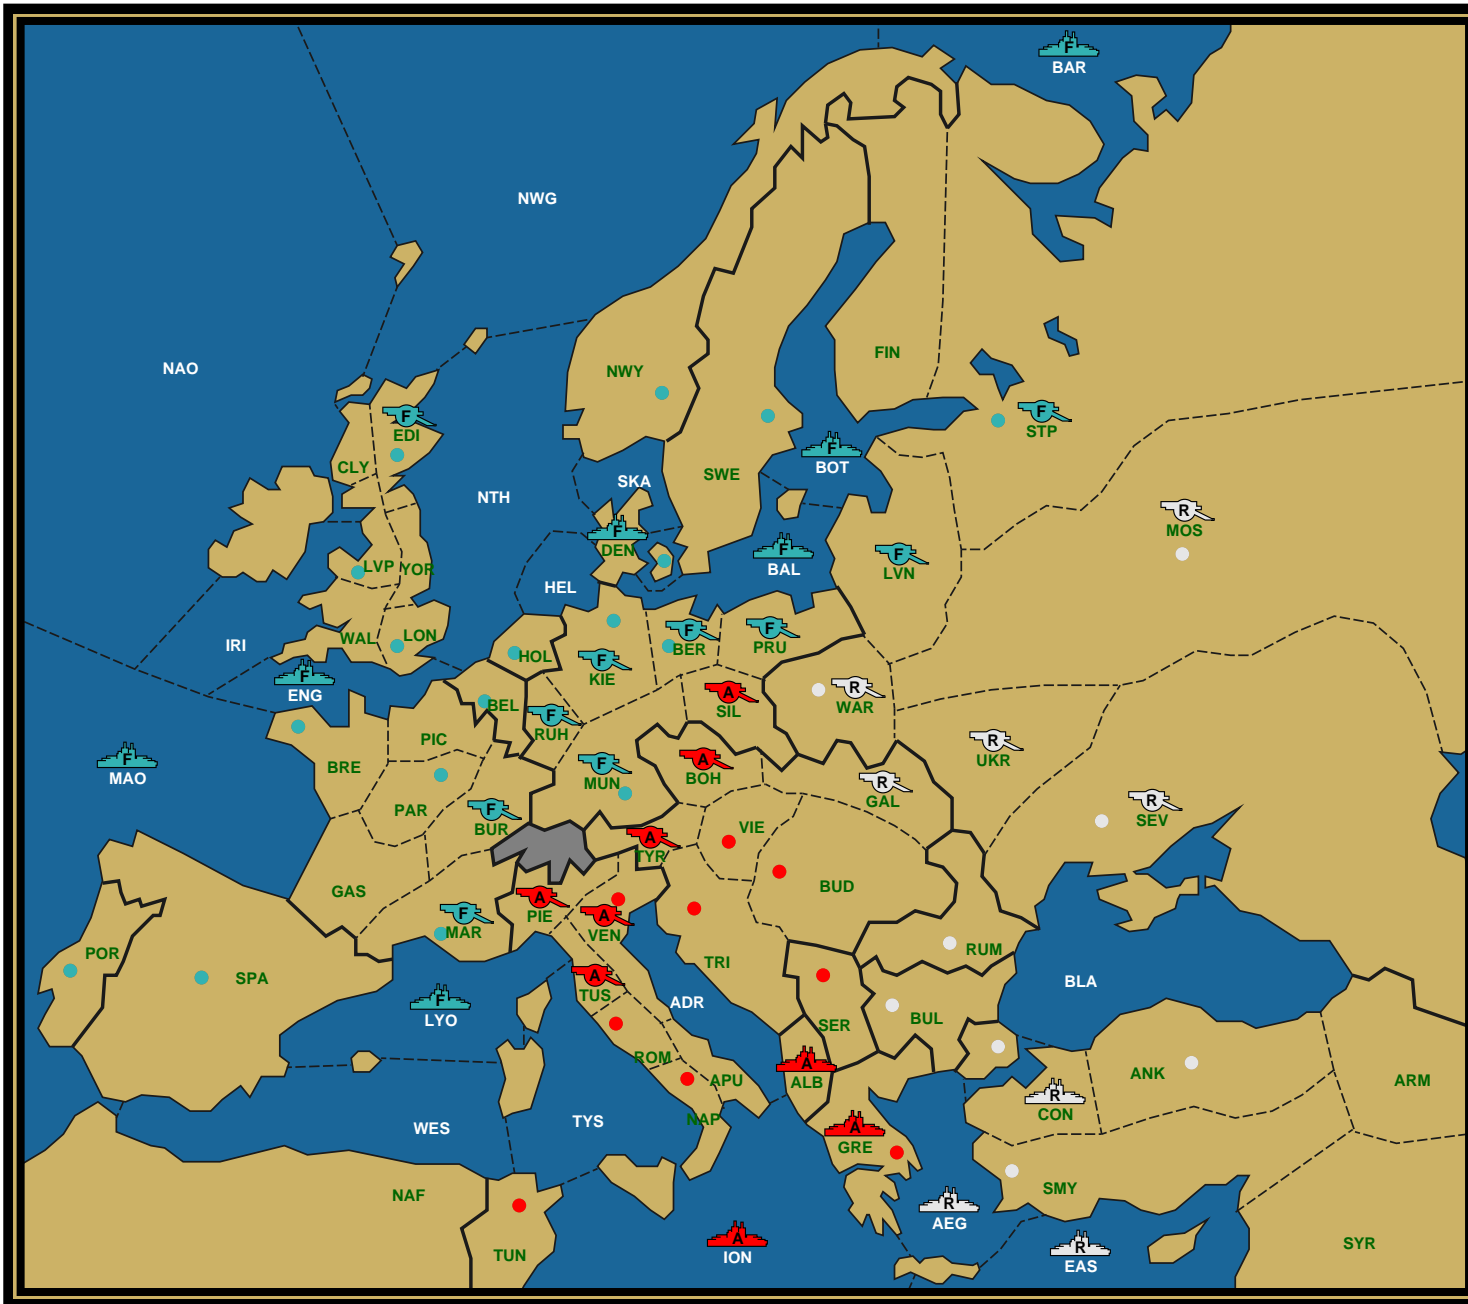 F
BAR
NWG
NAO
FIN
NWY
F
EDI
F
STP
CLY
SWE
F
BOT
SKA
NTH
R
MOS
F
DEN
F
BAL
F
LVN
LVP
YOR
HEL
IRI
WAL
LON
HOL
F
KIE
F
BER
F
PRU
F
ENG
BEL
A
SIL
R
WAR
F
RUH
PIC
BRE
R
UKR
F
MAO
F
MUN
A
BOH
R
GAL
PAR
F
BUR
R
SEV
VIE
A
TYR
BUD
GAS
A
PIE
F
MAR
A
VEN
POR
SPA
TRI
RUM
BLA
A
TUS
F
LYO
ADR
SER
BUL
ROM
APU
A
ALB
ANK
ARM
R
CON
NAP
TYS
WES
A
GRE
NAF
SMY
R
AEG
TUN
A
ION
R
EAS
SYR